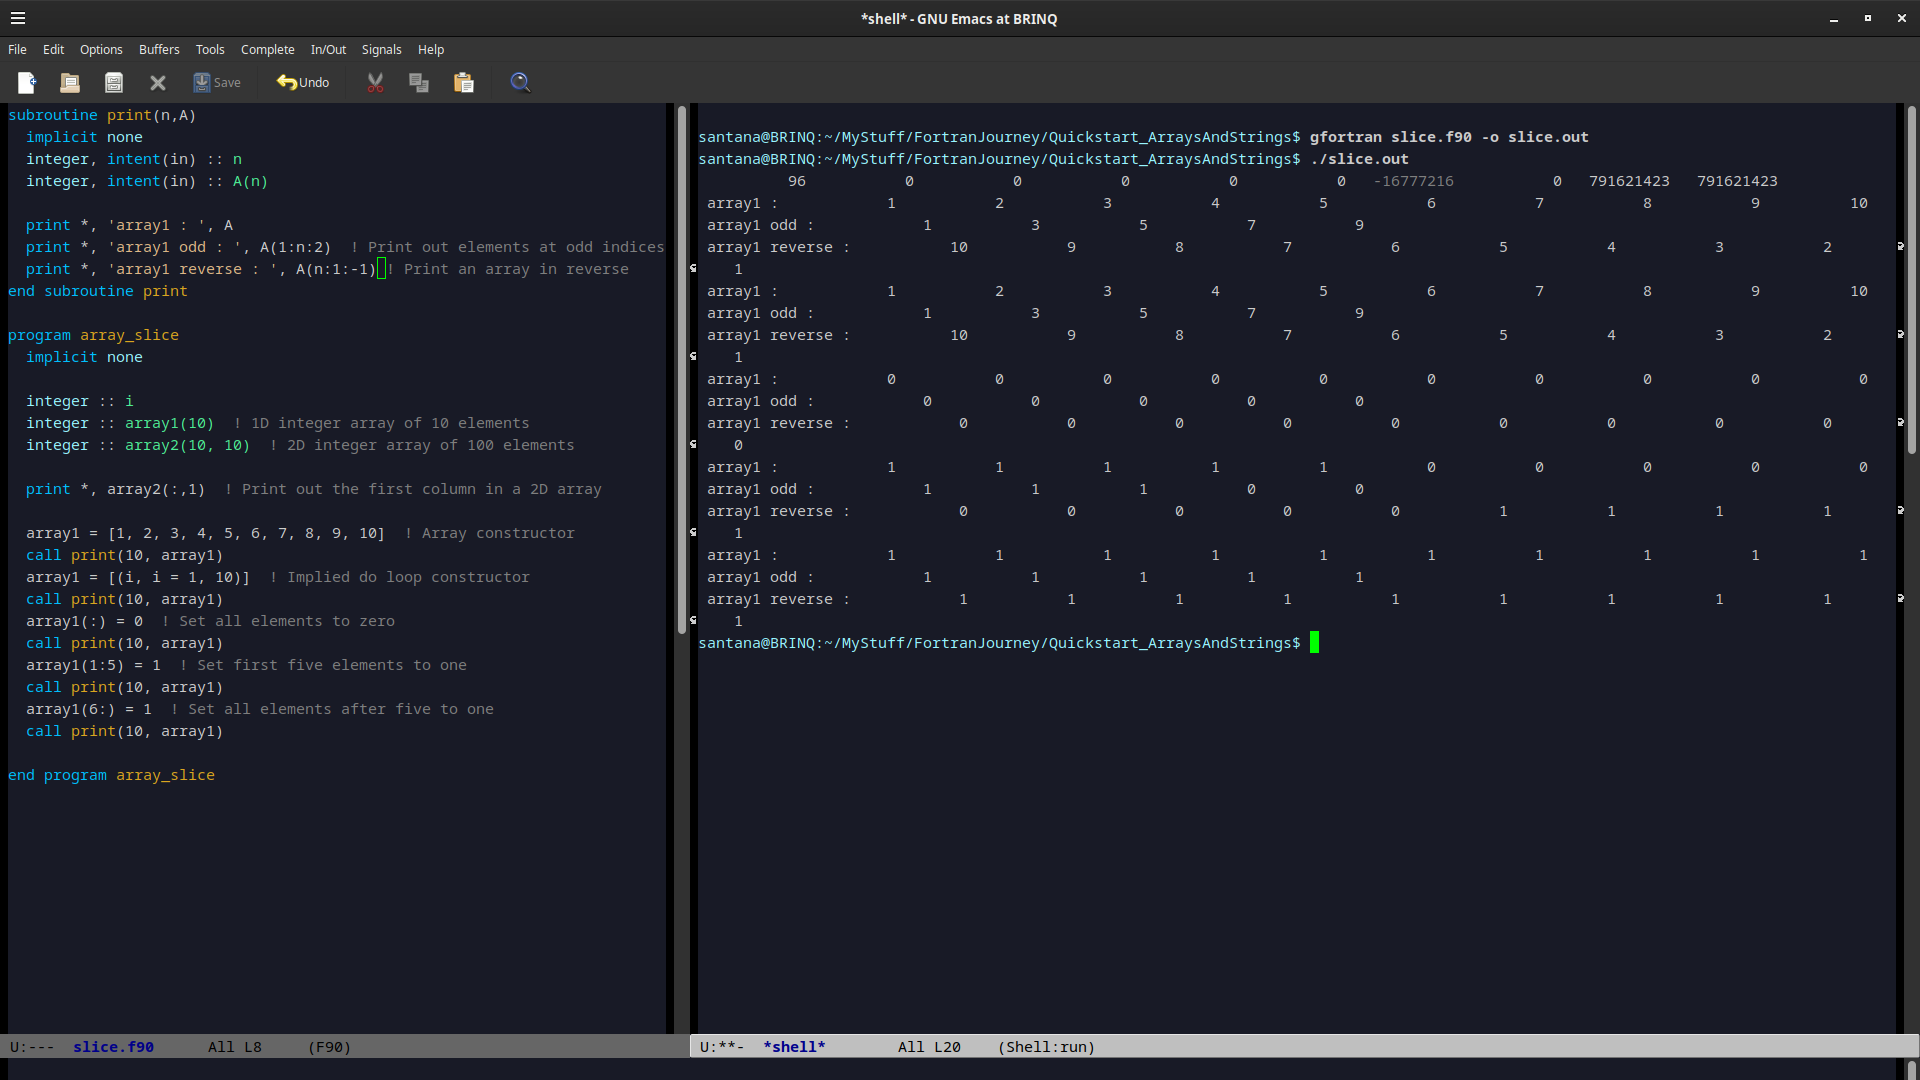 *shell* - GNU Emacs at BRINQ
File Edit Options Buffers Tools Complete In/Out Signals Help
Save Undo
subroutine print(n,A)
  implicit none
  integer, intent(in) :: n
  integer, intent(in) :: A(n)
  print *, 'array1 : ', A
  print *, 'array1 odd : ', A(1:n:2)  ! Print out elements at odd indices
  print *, 'array1 reverse : ', A(n:1:-1) ! Print an array in reverse
end subroutine print
program array_slice
  implicit none
  integer :: i
  integer :: array1(10)  ! 1D integer array of 10 elements
  integer :: array2(10, 10)  ! 2D integer array of 100 elements
  print *, array2(:,1)  ! Print out the first column in a 2D array
  array1 = [1, 2, 3, 4, 5, 6, 7, 8, 9, 10]  ! Array constructor
  call print(10, array1)
  array1 = [(i, i = 1, 10)]  ! Implied do loop constructor
  call print(10, array1)
  array1(:) = 0  ! Set all elements to zero
  call print(10, array1)
  array1(1:5) = 1  ! Set first five elements to one
  call print(10, array1)
  array1(6:) = 1  ! Set all elements after five to one
  call print(10, array1)
end program array_slice
U:--- slice.f90 All L8 (F90)
santana@BRINQ:~/MyStuff/FortranJourney/Quickstart_ArraysAndStrings$ gfortran slice.f90 -o slice.out
santana@BRINQ:~/MyStuff/FortranJourney/Quickstart_ArraysAndStrings$ ./slice.out
96 0 0 0 0 0 -16777216 0 791621423 791621423
array1 : 1 2 3 4 5 6 7 8 9 10
array1 odd : 1 3 5 7 9
array1 reverse : 10 9 8 7 6 5 4 3 2
1
array1 : 1 2 3 4 5 6 7 8 9 10
array1 odd : 1 3 5 7 9
array1 reverse : 10 9 8 7 6 5 4 3 2
1
array1 : 0 0 0 0 0 0 0 0 0 0
array1 odd : 0 0 0 0 0
array1 reverse : 0 0 0 0 0 0 0 0 0
0
array1 : 1 1 1 1 1 0 0 0 0 0
array1 odd : 1 1 1 0 0
array1 reverse : 0 0 0 0 0 1 1 1 1
1
array1 : 1 1 1 1 1 1 1 1 1 1
array1 odd : 1 1 1 1 1
array1 reverse : 1 1 1 1 1 1 1 1 1
1
santana@BRINQ:~/MyStuff/FortranJourney/Quickstart_ArraysAndStrings$
U:**- *shell* All L20 (Shell:run)